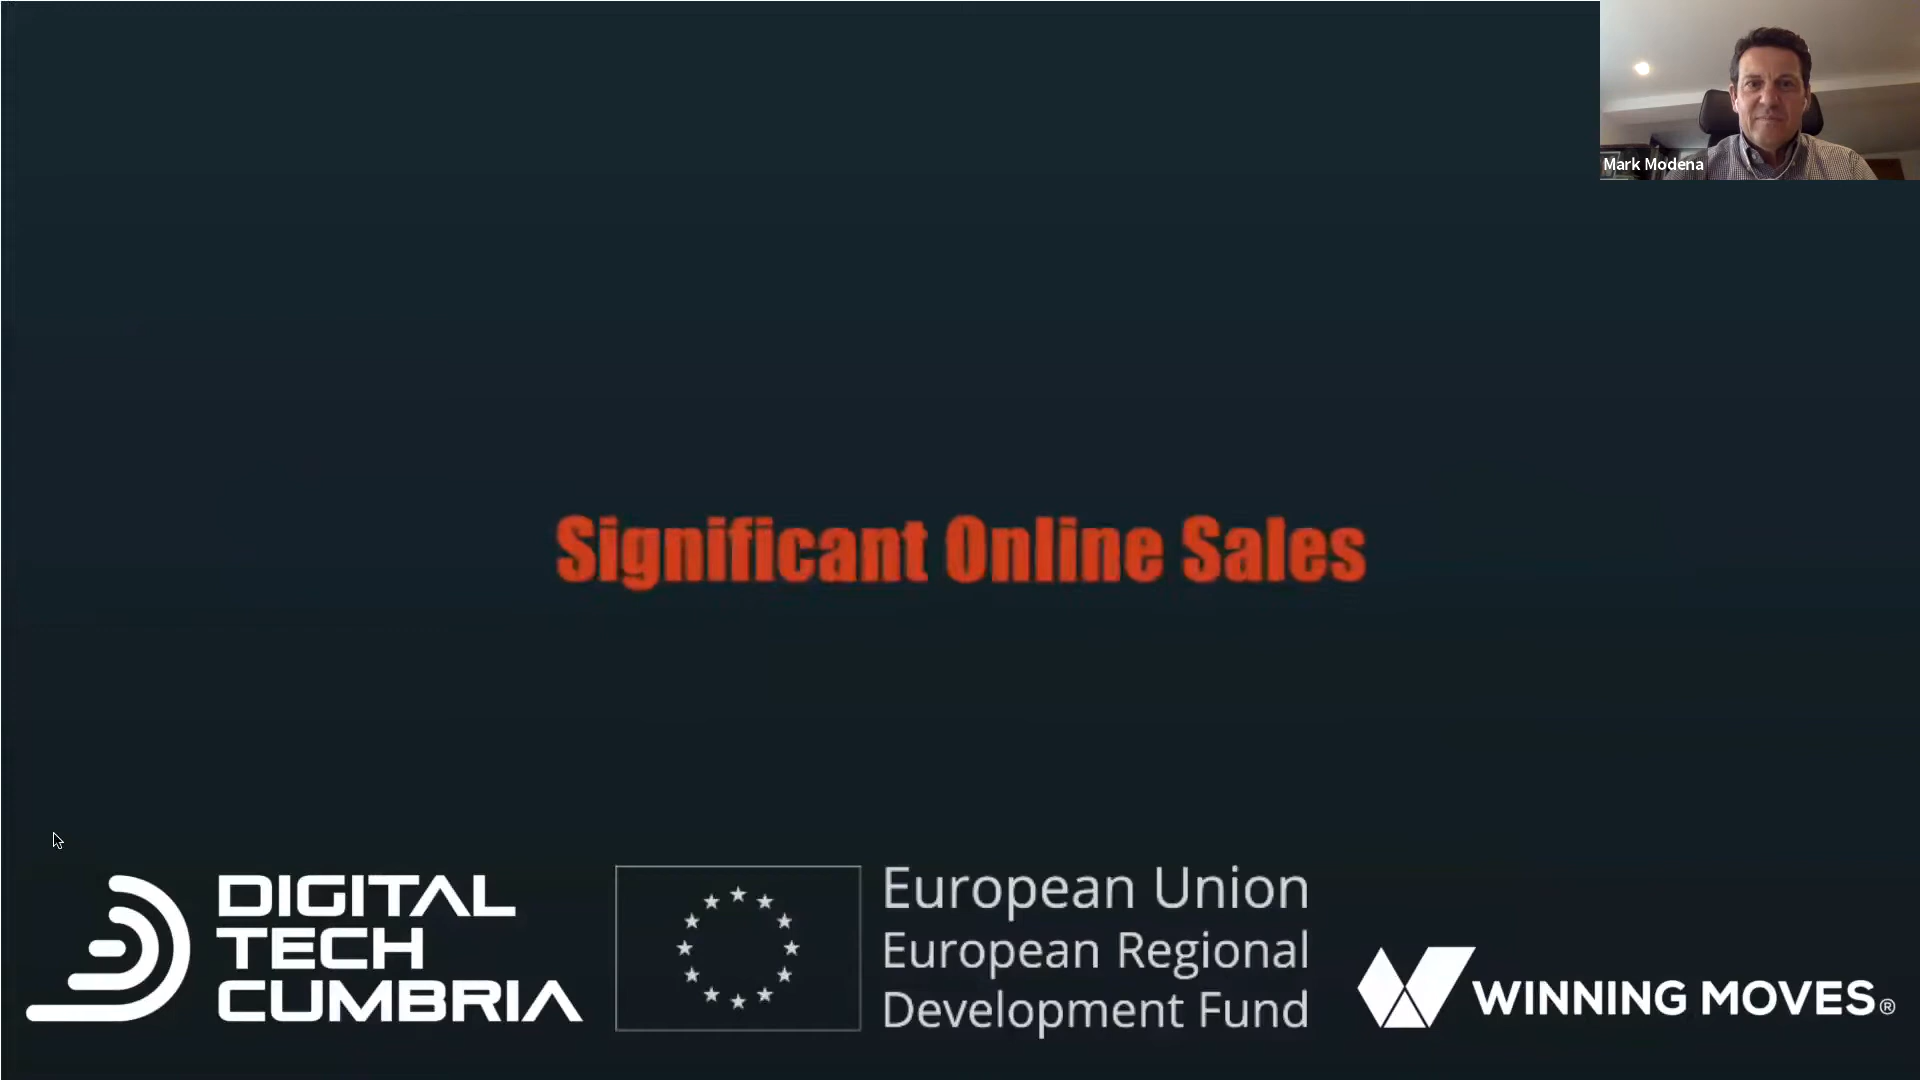 Mark Modena
Significant Online Sales
DIGITAL
TECH
CUMBRIA
European Union
European Regional
Development Fund
WINNING MOVES®